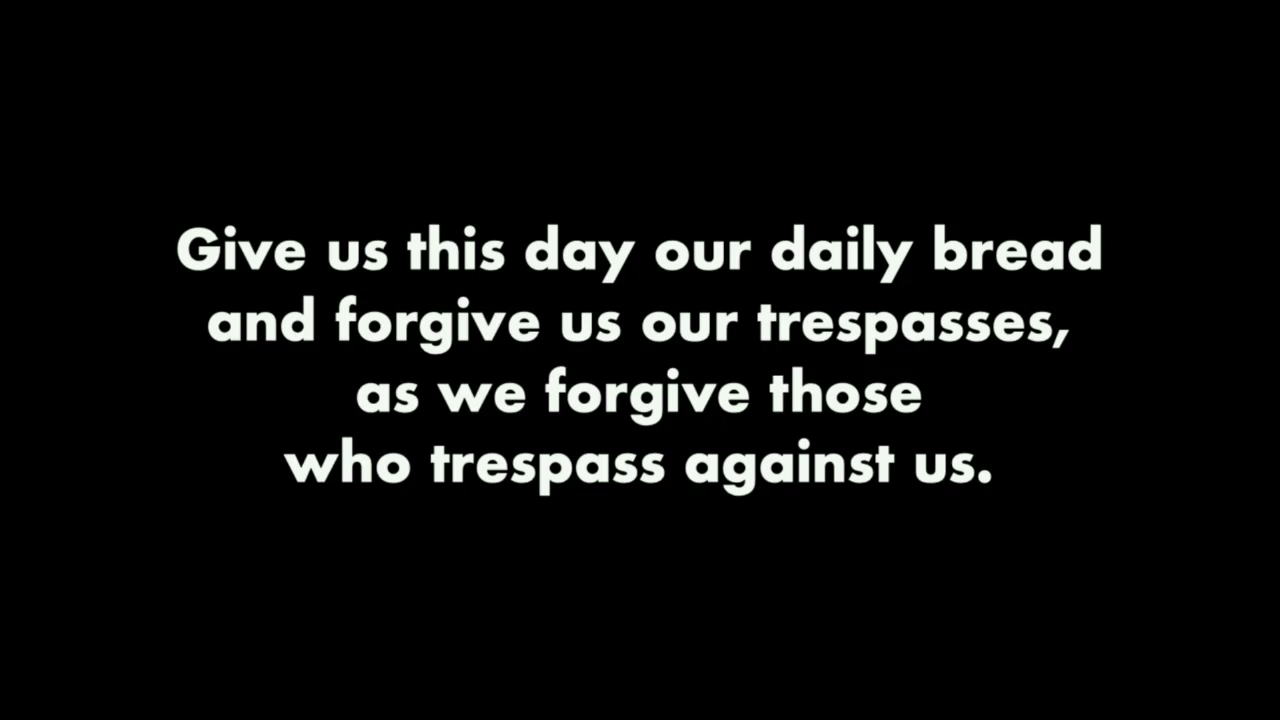 Give us this day our daily bread
and forgive us our trespasses,
as we forgive those
who trespass against us.